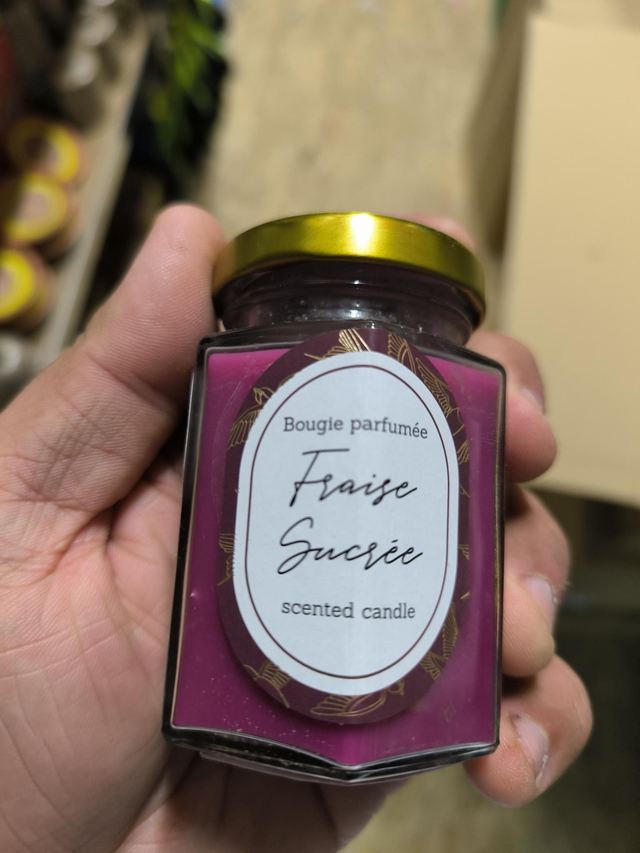 Bougie parfumée
Fraise
Sucrée
scented candle